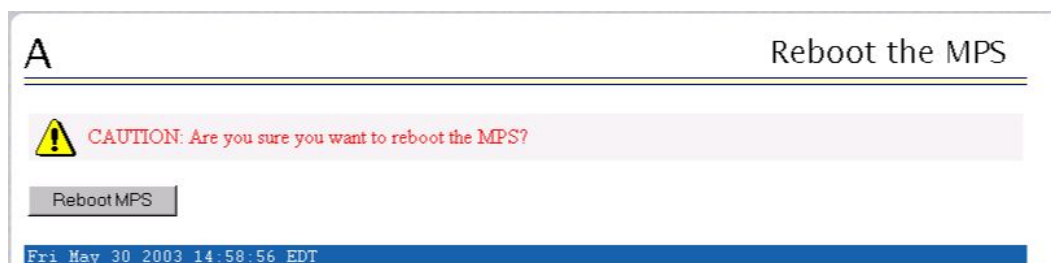 A
Reboot the MPS
CAUTION: Are you sure you want to reboot the MPS?
Reboot MPS
Fri May 30 2003 14:58:56 EDT